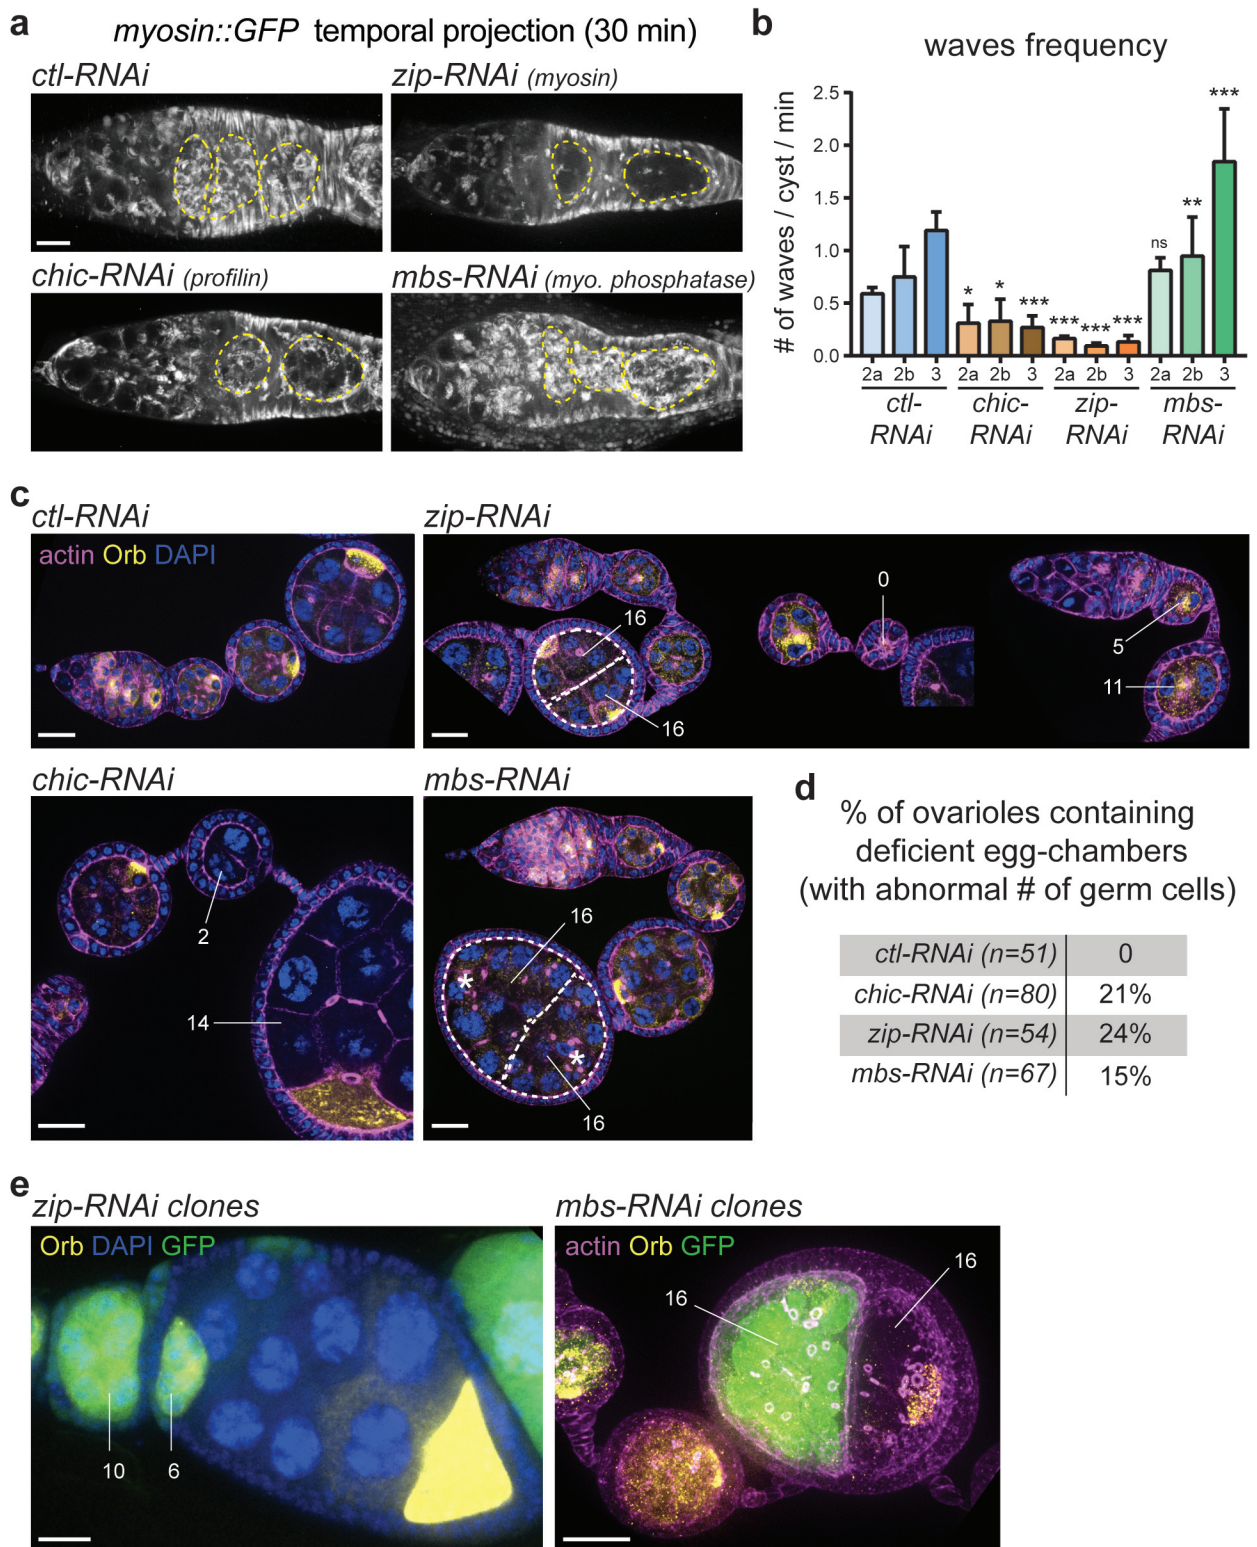 a
myosin::GFP temporal projection (30 min)
ctl-RNAi
zip-RNAi (myosin)
chic-RNAi (profilin)
mbs-RNAi (myo. phosphatase)
b
waves frequency
# of waves / cyst / min
2.5
2.0
1.5
1.0
0.5
0.0
* * *** *** *** *** ns ** ***
2a 2b 3 2a 2b 3 2a 2b 3 2a 2b 3
ctl- chic- zip- mbs-
RNAi RNAi RNAi RNAi
c
ctl-RNAi
actin Orb DAPI
zip-RNAi
16
16
0
5
11
chic-RNAi
2
14
mbs-RNAi
16
*
*
16
d
% of ovarioles containing
deficient egg-chambers
(with abnormal # of germ cells)
ctl-RNAi (n=51) 0
chic-RNAi (n=80) 21%
zip-RNAi (n=54) 24%
mbs-RNAi (n=67) 15%
e
zip-RNAi clones
Orb DAPI GFP
10 6
mbs-RNAi clones
actin Orb GFP
16
16